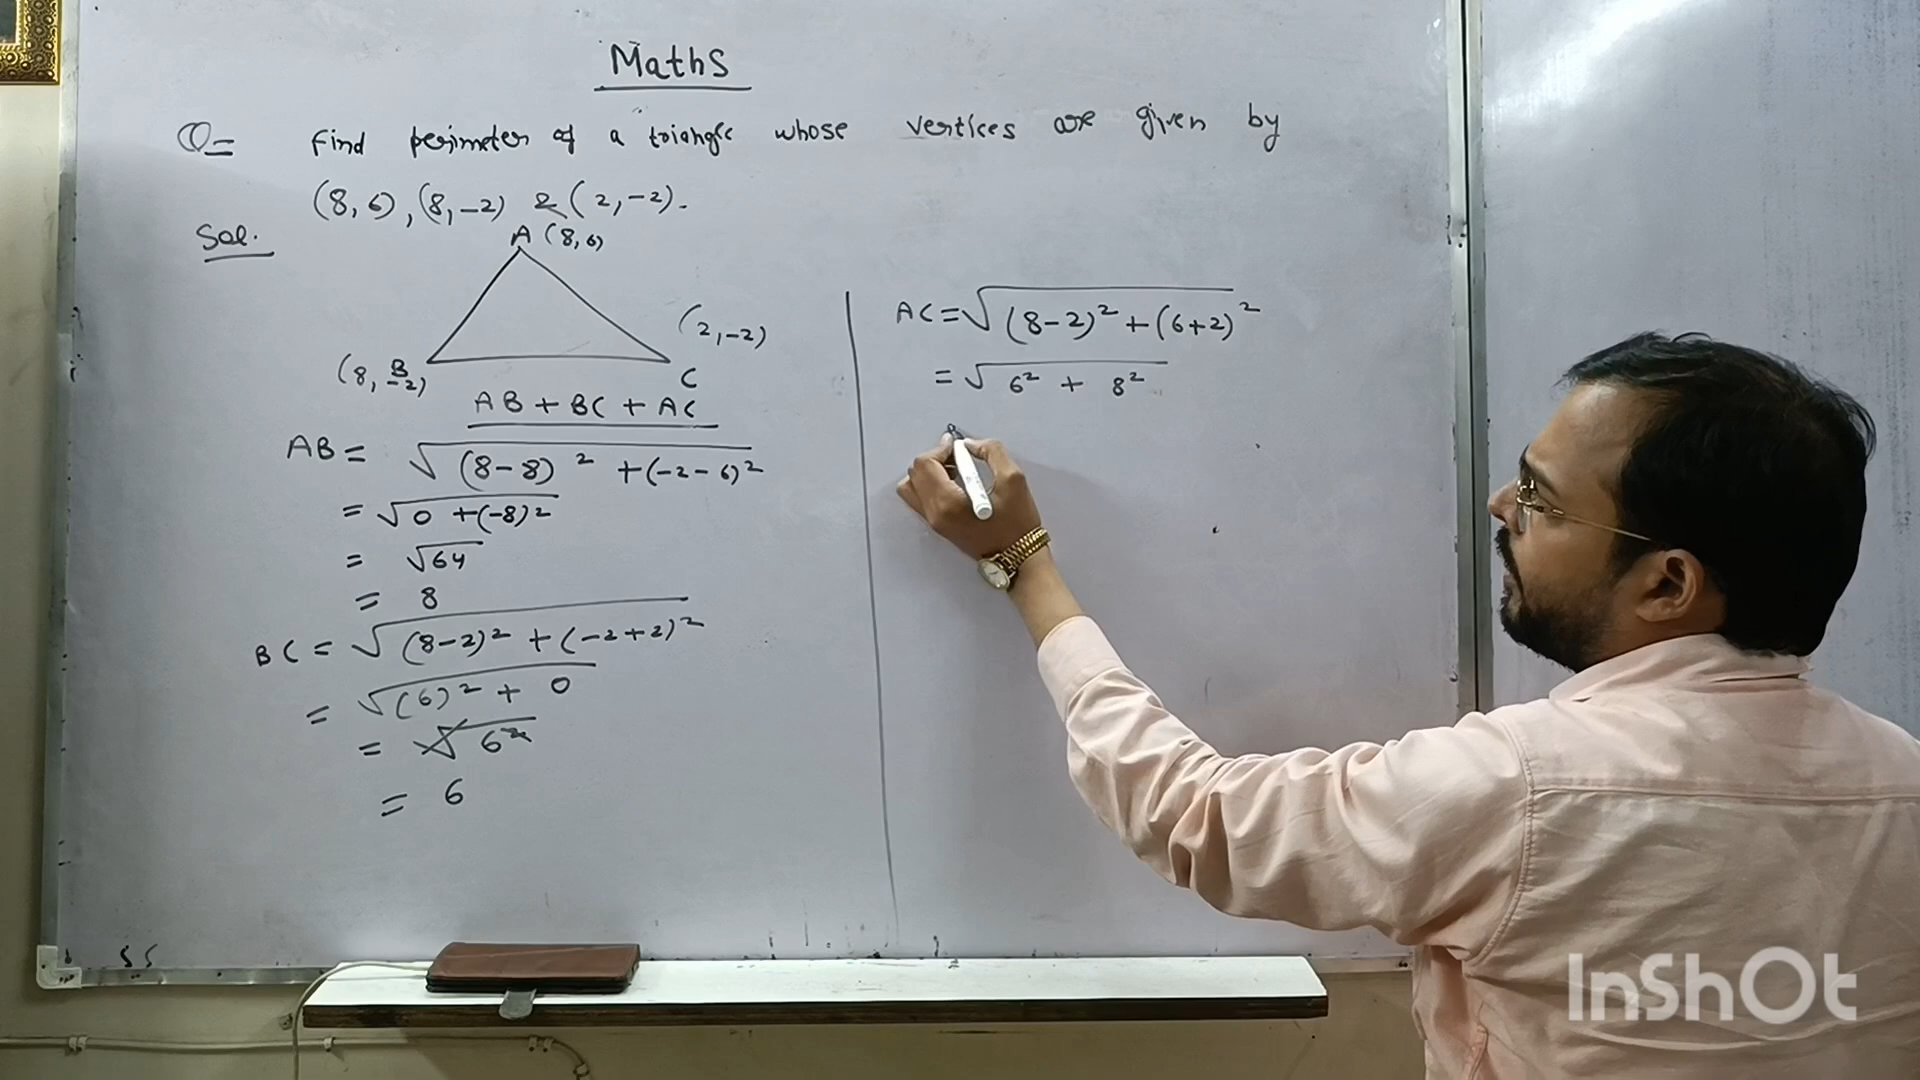 Maths
Q= Find perimeter of a triangle whose vertices are given by
(8, 6), (8, -2) & (2, -2).
Sol.
A (8, 6)
(2, -2)
(8, -2)
B
C
AB + BC + AC
AB = √(8-8)² + (-2-6)²
= √0 + (-8)²
= √64
= 8
BC = √(8-2)² + (-2+2)²
= √(6)² + 0
= √6²
= 6
AC = √(8-2)² + (6+2)²
= √6² + 8²
InShOt